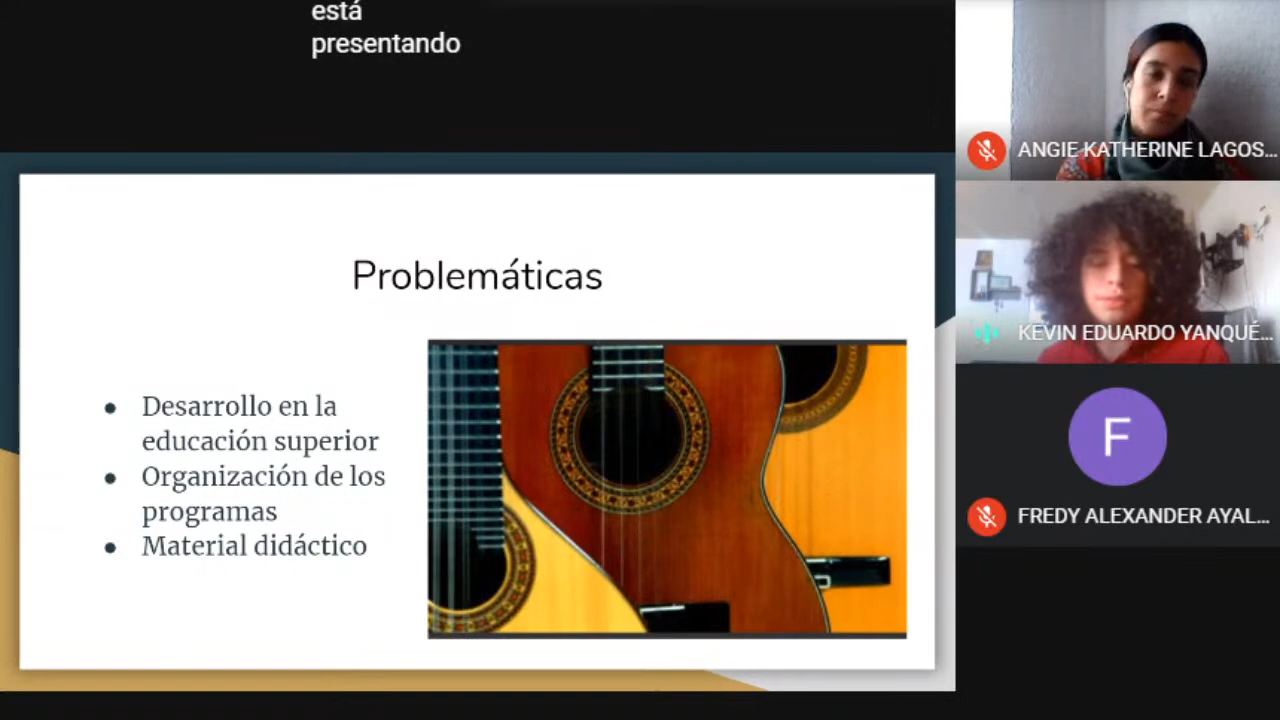 está
presentando
Problemáticas
● Desarrollo en la
educación superior
● Organización de los
programas
● Material didáctico
ANGIE KATHERINE LAGOS...
KEVIN EDUARDO YANQUÉ...
F
FREDY ALEXANDER AYAL...